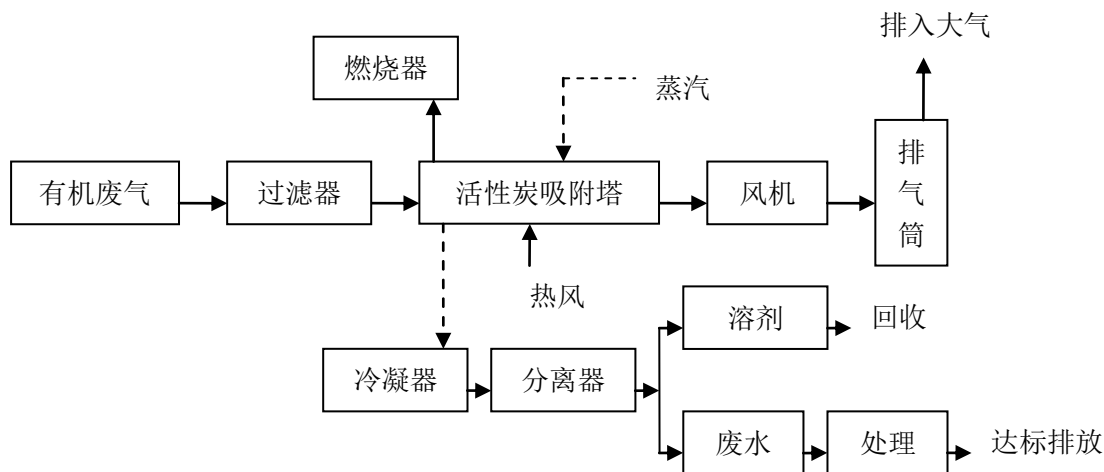 排入大气
燃烧器
蒸汽
有机废气
过滤器
活性炭吸附塔
风机
排气筒
热风
溶剂
回收
冷凝器
分离器
废水
处理
达标排放